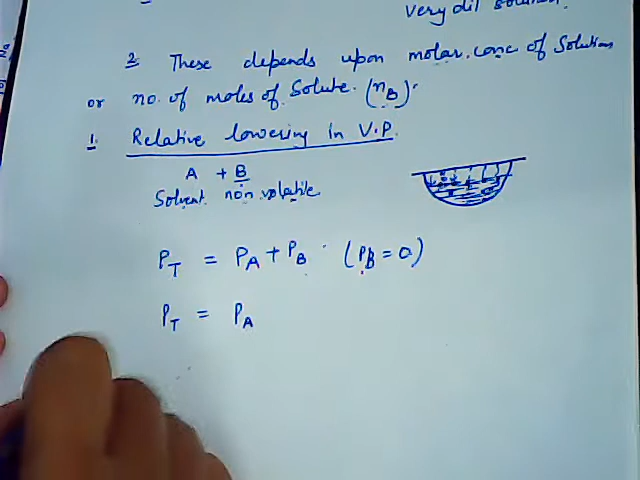 very dil solution.
2 These depends upon molar conc of Solution
or no. of moles of Solute. (nB).
1. Relative lowering in V.P.
A + B
Solvent non volatile
PT = PA + PB (PB = 0)
PT = PA